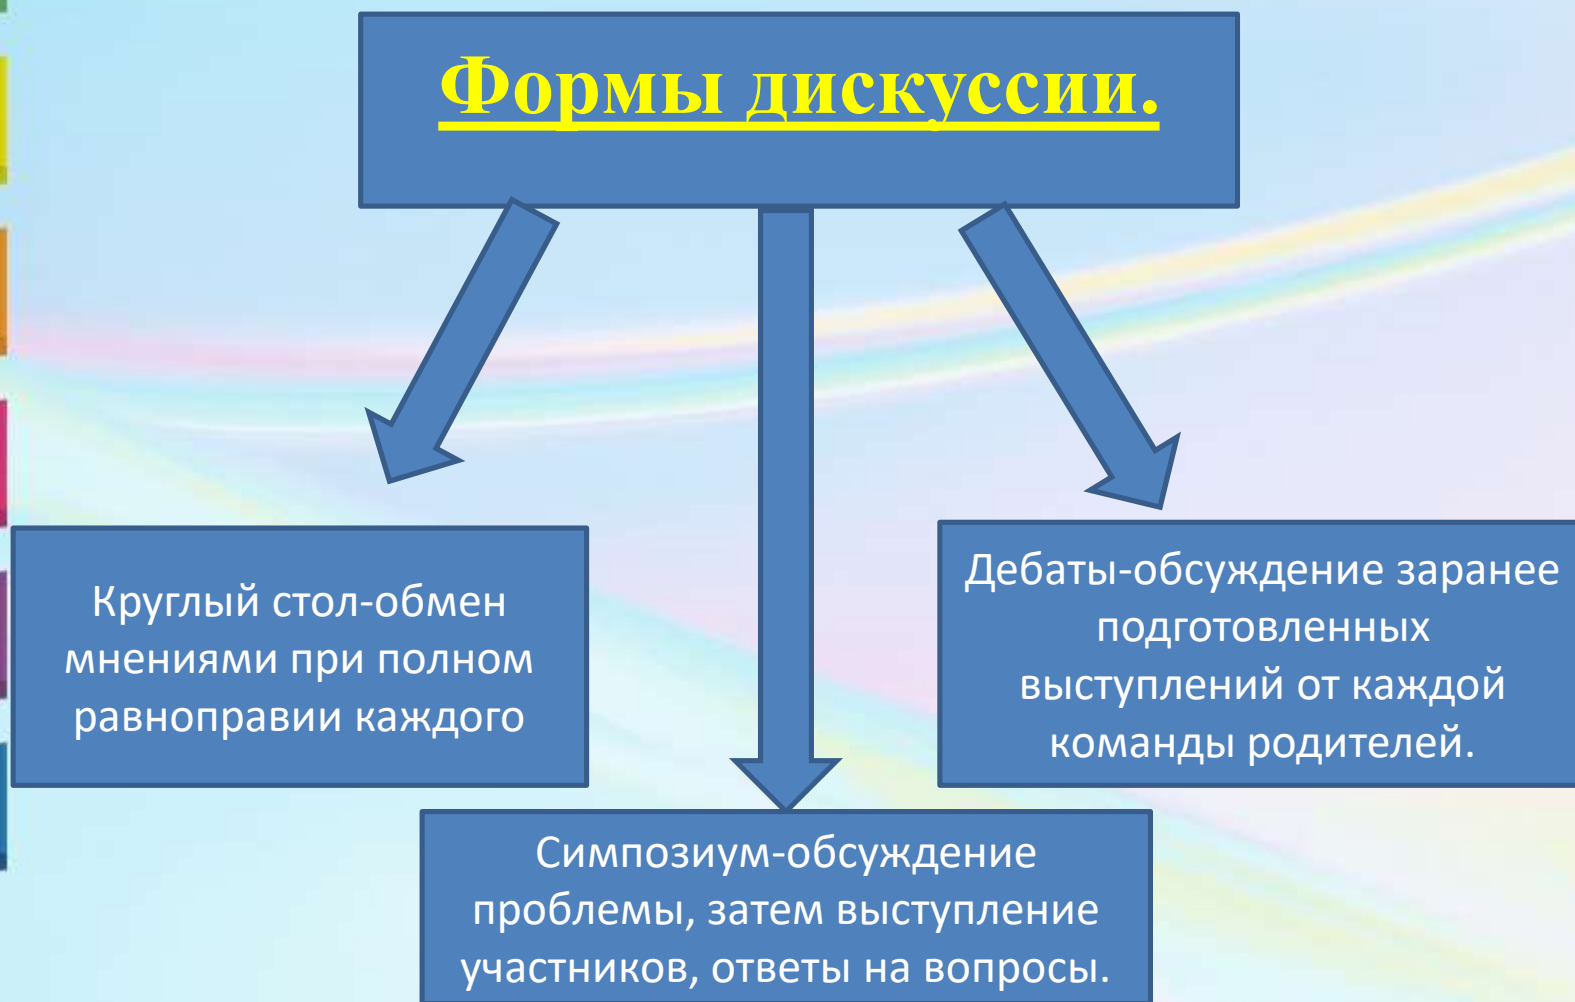 Формы дискуссии.
Круглый стол-обмен
мнениями при полном
равноправии каждого
Дебаты-обсуждение заранее
подготовленных
выступлений от каждой
команды родителей.
Симпозиум-обсуждение
проблемы, затем выступление
участников, ответы на вопросы.